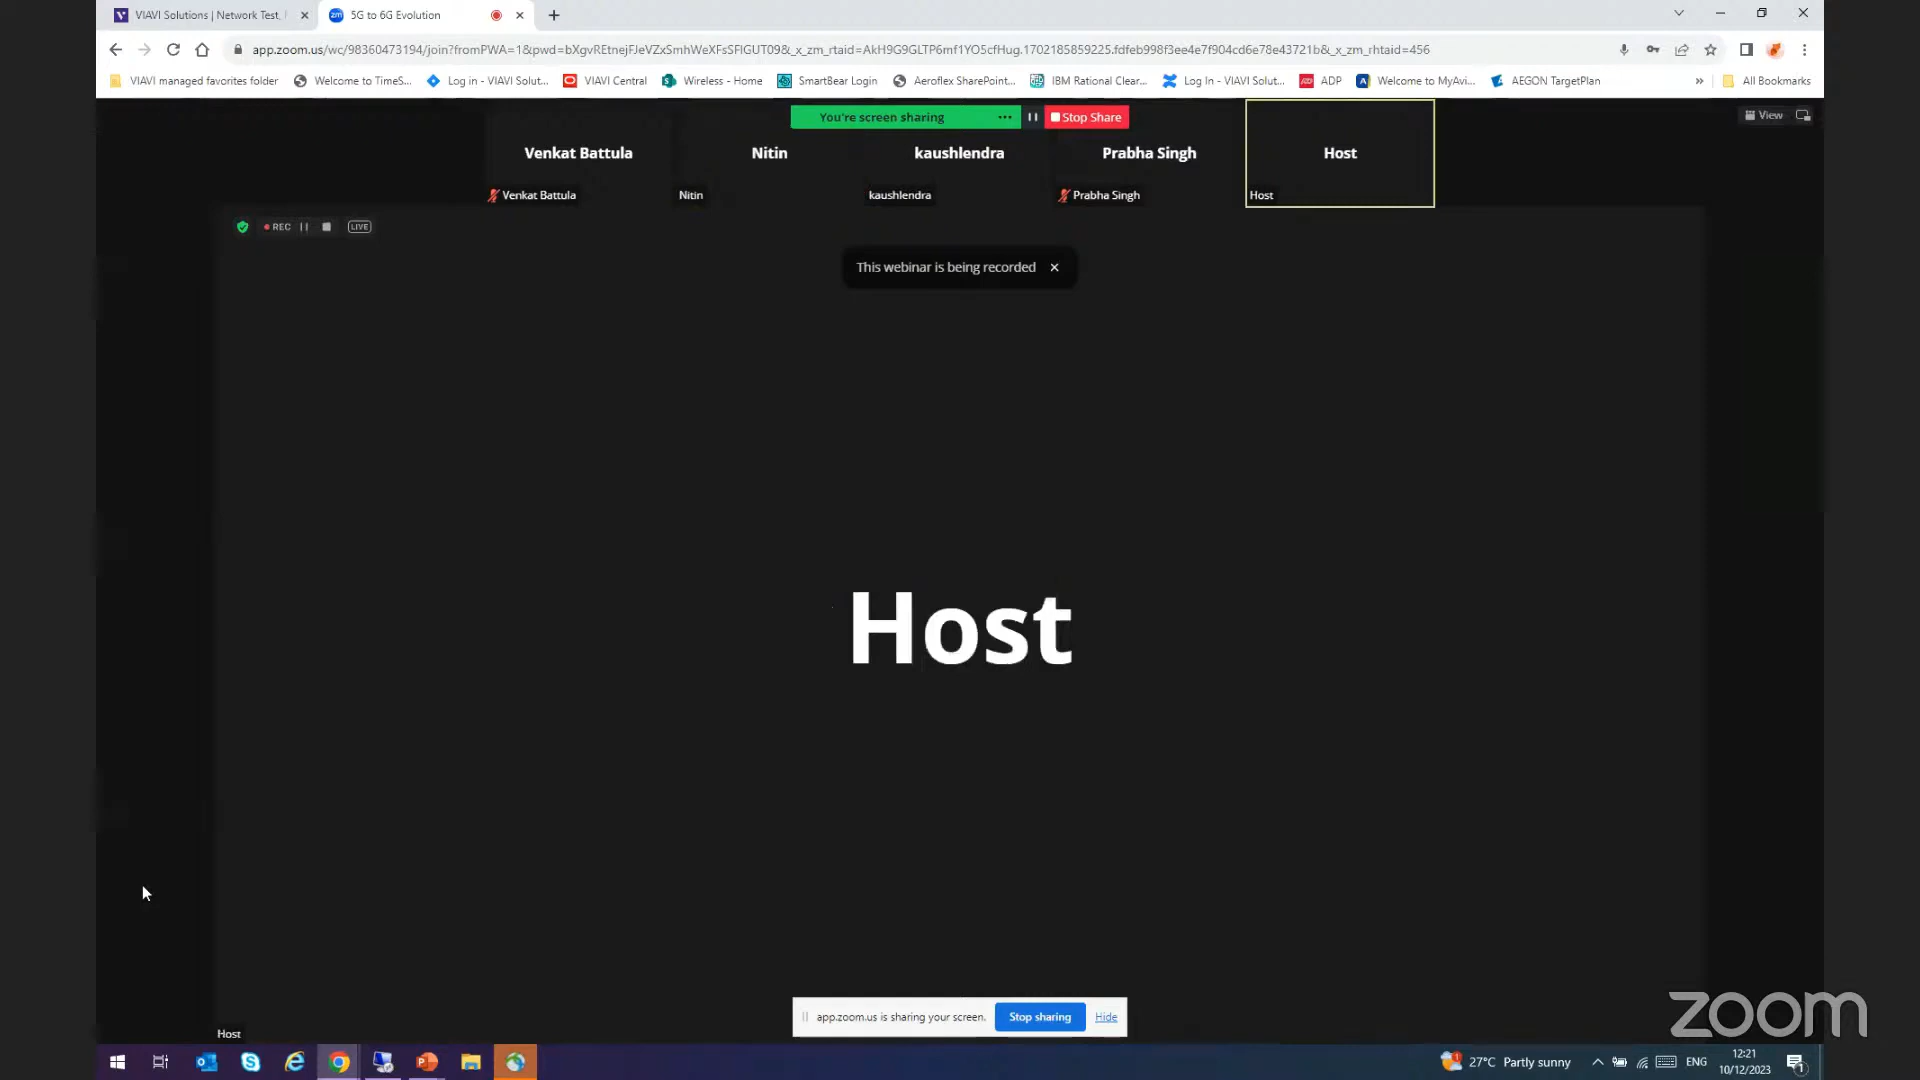 VIAVI Solutions | Network Test,
5G to 6G Evolution
app.zoom.us/wc/98360473194/join?fromPWA=1&pwd=bXgvREtnejFJeVZxSmhWeXFsSFlGUT09&_x_zm_rtaid=AkH9G9GLTP6mf1YO5cfHug.1702185859225.fdfeb998f3ee4e7f904cd6e78e43721b&_x_zm_rhtaid=456
VIAVI managed favorites folder
Welcome to TimeS...
Log in - VIAVI Solut...
VIAVI Central
Wireless - Home
SmartBear Login
Aeroflex SharePoint...
IBM Rational Clear...
Log In - VIAVI Solut...
ADP
Welcome to MyAvi...
AEGON TargetPlan
»
All Bookmarks
You're screen sharing
Stop Share
View
Venkat Battula
Nitin
kaushlendra
Prabha Singh
Host
Venkat Battula
Nitin
kaushlendra
Prabha Singh
Host
REC
LIVE
This webinar is being recorded
Host
app.zoom.us is sharing your screen.
Stop sharing
Hide
zoom
Host
27°C Partly sunny
ENG
12:21
10/12/2023